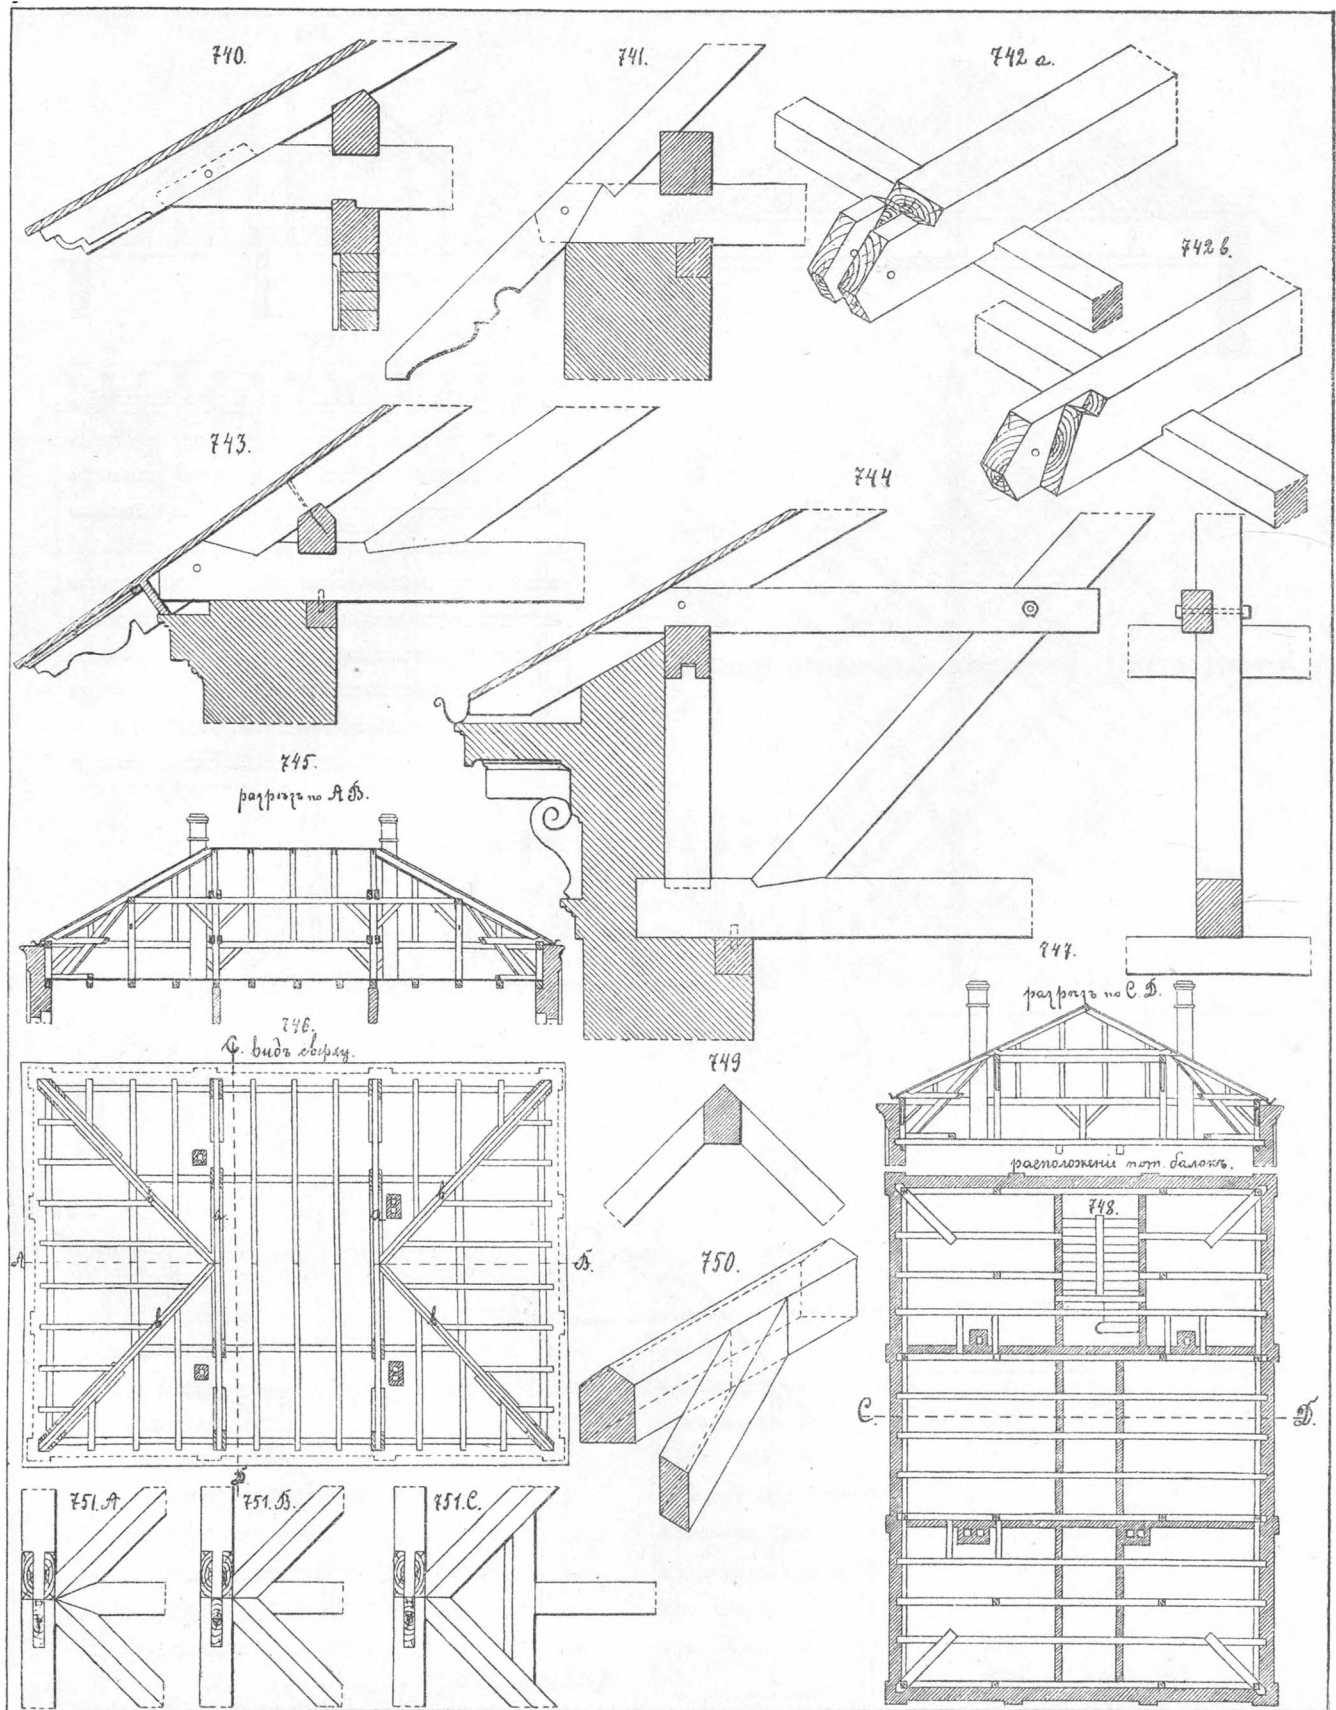 740.
741.
742 а.
742 б.
743.
744
745.
разрѣзъ по А Б.
746.
С. видъ сверху.
А
Б.
Д.
747.
разрѣзъ по С. Д.
расположенiе пот. балокъ.
748.
С.
Д.
749
750.
751. А
751. Б.
751. С.